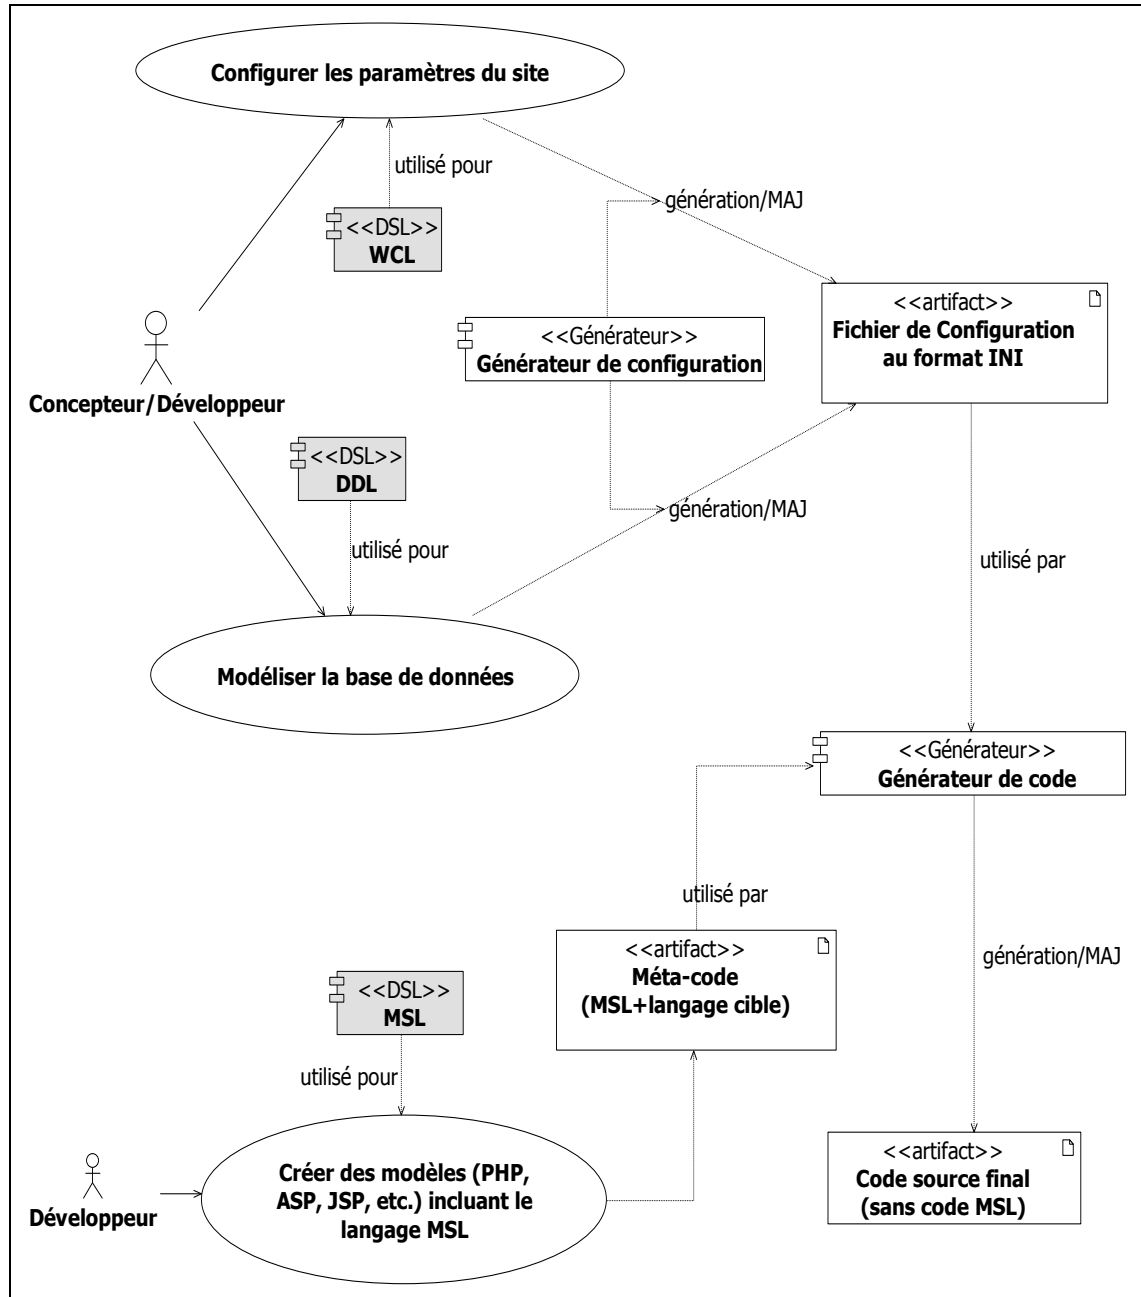 Configurer les paramètres du site
utilisé pour
génération/MAJ
<<DSL>>
WCL
<<artifact>>
Fichier de Configuration
au format INI
<<Générateur>>
Générateur de configuration
Concepteur/Développeur
<<DSL>>
DDL
génération/MAJ
utilisé pour
utilisé par
Modéliser la base de données
<<Générateur>>
Générateur de code
utilisé par
<<artifact>>
Méta-code
(MSL+langage cible)
génération/MAJ
<<DSL>>
MSL
utilisé pour
<<artifact>>
Code source final
(sans code MSL)
Créer des modèles (PHP,
ASP, JSP, etc.) incluant le
langage MSL
Développeur